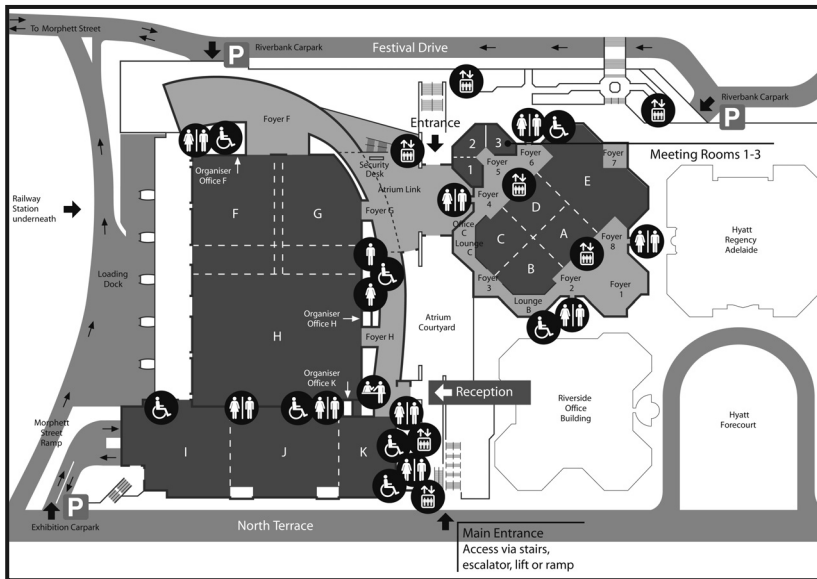 To Morphett Street
P
Riverbank Carpark
Festival Drive
Riverbank Carpark
P
Foyer F
Entrance
Organiser
Office F
Security
Desk
Atrium Link
2
3
1
Foyer
5
Foyer
6
Foyer
7
Meeting Rooms 1-3
Railway
Station
underneath
F
G
Foyer G
Foyer
4
E
D
Office
C
Lounge
C
C
A
B
Foyer
8
Hyatt
Regency
Adelaide
Loading
Dock
Foyer
3
Foyer
2
Foyer
1
Lounge
B
Organiser
Office H
H
Foyer H
Atrium
Courtyard
Organiser
Office K
Reception
Riverside
Office
Building
Hyatt
Forecourt
Morphett
Street
Ramp
I
J
K
P
Exhibition Carpark
North Terrace
Main Entrance
Access via stairs,
escalator, lift or ramp